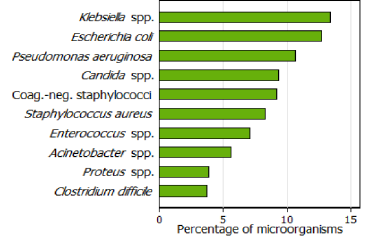 Klebsiella spp.
Escherichia coli
Pseudomonas aeruginosa
Candida spp.
Coag.-neg. staphylococci
Staphylococcus aureus
Enterococcus spp.
Acinetobacter spp.
Proteus spp.
Clostridium difficile
0 5 10 15
Percentage of microorganisms